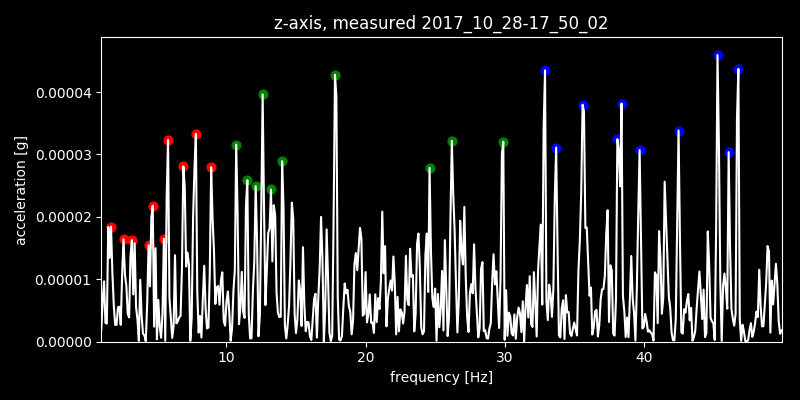 z-axis, measured 2017_10_28-17_50_02
acceleration [g]
0.00004
0.00003
0.00002
0.00001
0.00000
10 20 30 40
frequency [Hz]